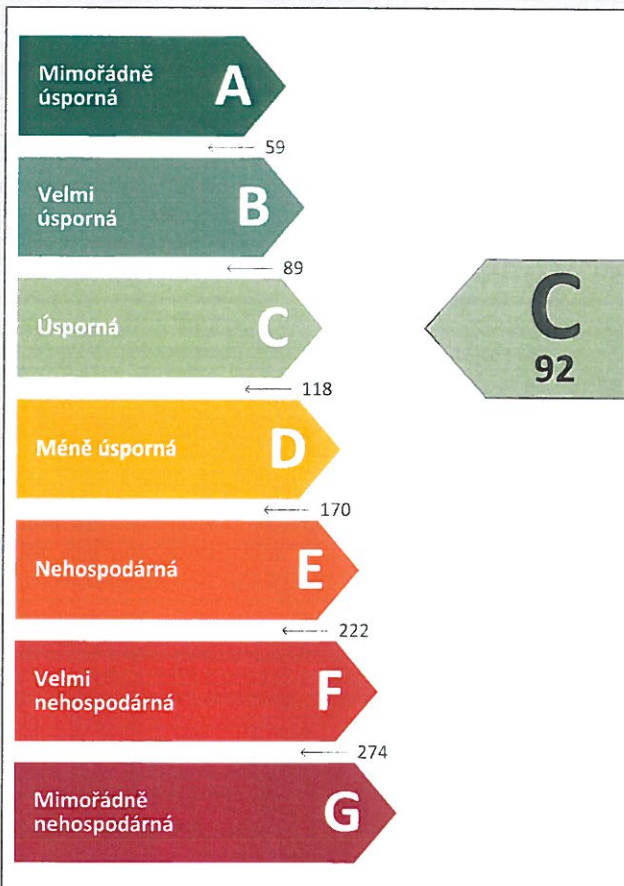 Mimořádně
úsporná
A
59
Velmi
úsporná
B
89
Úsporná
C
118
C
92
Méně úsporná
D
170
Nehospodárná
E
222
Velmi
nehospodárná
F
274
Mimořádně
nehospodárná
G